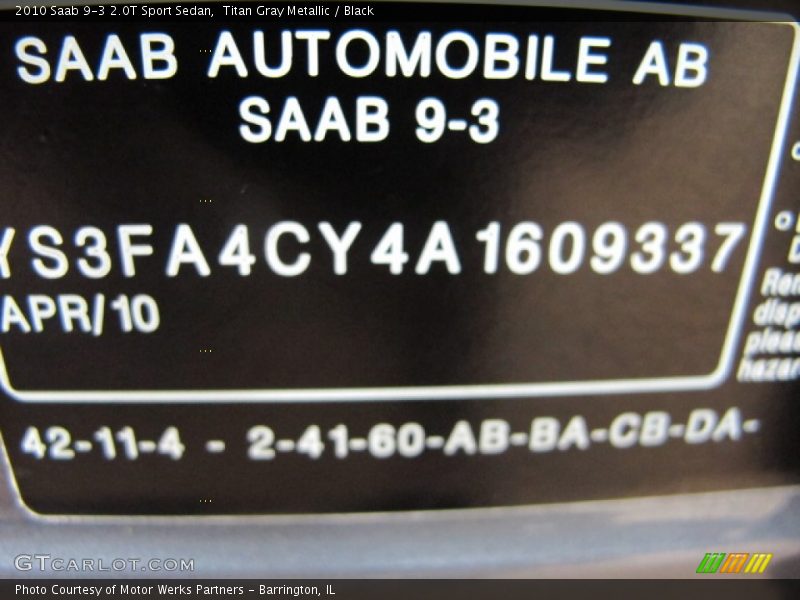 2010 Saab 9-3 2.0T Sport Sedan,  Titan Gray Metallic / Black
SAAB AUTOMOBILE AB
SAAB 9-3
YS3FA4CY4A1609337
APR/10
42-11-4 - 2-41-60-AB-BA-CB-DA-
GTCARLOT.COM
Photo Courtesy of Motor Werks Partners - Barrington, IL